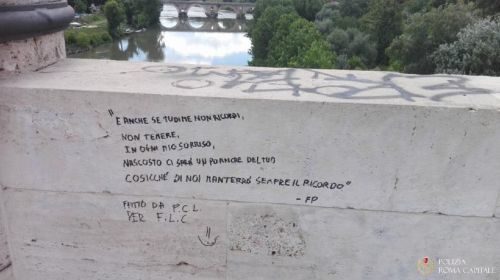 "E ANCHE SE TU DI ME NON RICORDI,
NON TEMERE,
IN OGNI MIO SORRISO,
NASCOSTO CI SARÀ UN PO' ANCHE DEL TUO
COSICCHÉ DI NOI MANTERRÒ SEMPRE IL RICORDO"
- FP
FATTO DA P.C.L.
PER F.L.C
POLIZIA
ROMA CAPITALE